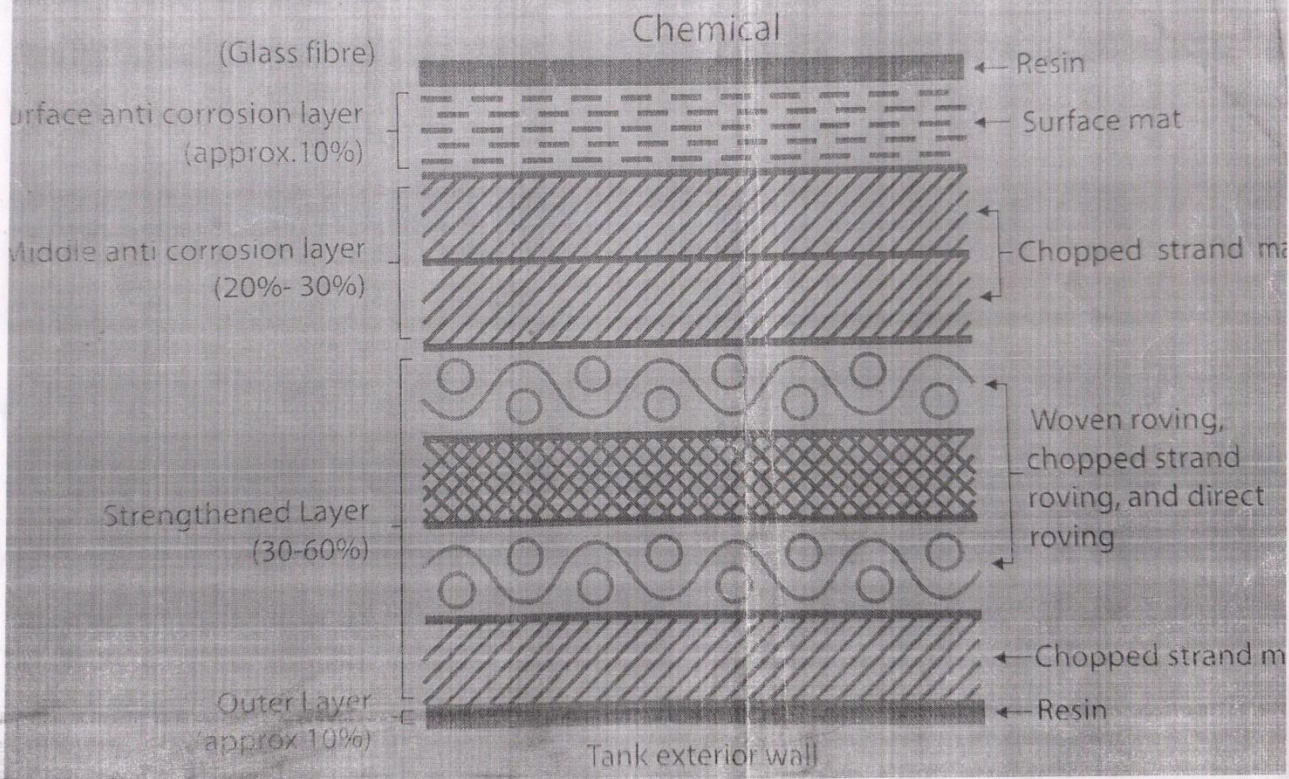 Chemical
(Glass fibre)
Resin
urface anti corrosion layer
(approx.10%)
Surface mat
Middle anti corrosion layer
(20%- 30%)
Chopped strand ma
Strengthened Layer
(30-60%)
Woven roving,
chopped strand
roving, and direct
roving
Chopped strand m
Outer Layer
(approx 10%)
Resin
Tank exterior wall